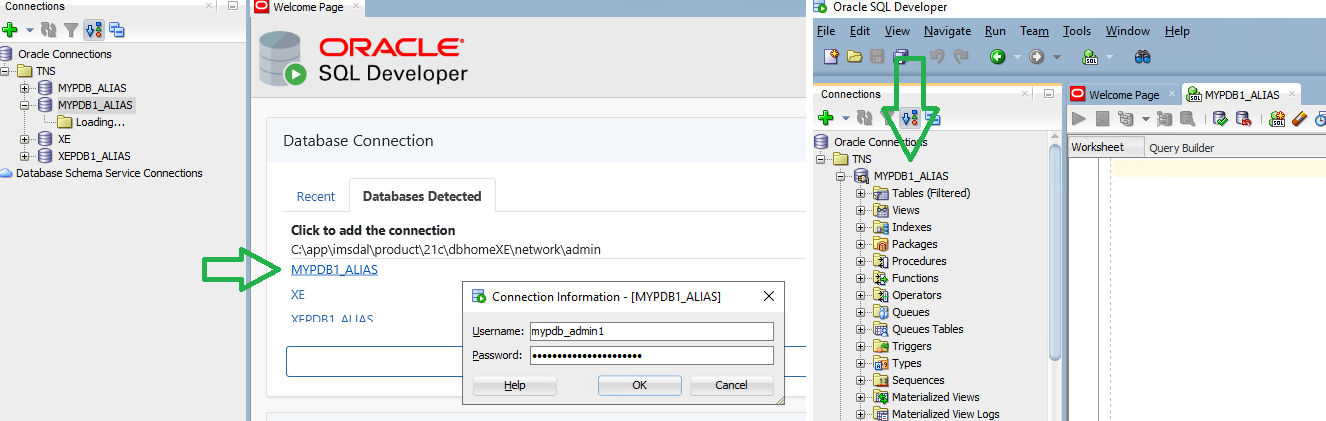 Connections
Oracle Connections
TNS
MYPDB_ALIAS
MYPDB1_ALIAS
Loading...
XE
XEPDB1_ALIAS
Database Schema Service Connections
Welcome Page
ORACLE
SQL Developer
Database Connection
Recent
Databases Detected
Click to add the connection
C:\app\imsdal\product\21c\dbhomeXE\network\admin
MYPDB1_ALIAS
XE
XEPDB1_ALIAS
Connection Information - [MYPDB1_ALIAS]
Username: mypdb_admin1
Password: ••••••••••••••••••••••
Help OK Cancel
Oracle SQL Developer
File Edit View Navigate Run Team Tools Window Help
Connections
Oracle Connections
TNS
MYPDB1_ALIAS
Tables (Filtered)
Views
Indexes
Packages
Procedures
Functions
Operators
Queues
Queues Tables
Triggers
Types
Sequences
Materialized Views
Materialized View Logs
Welcome Page MYPDB1_ALIAS
Worksheet Query Builder